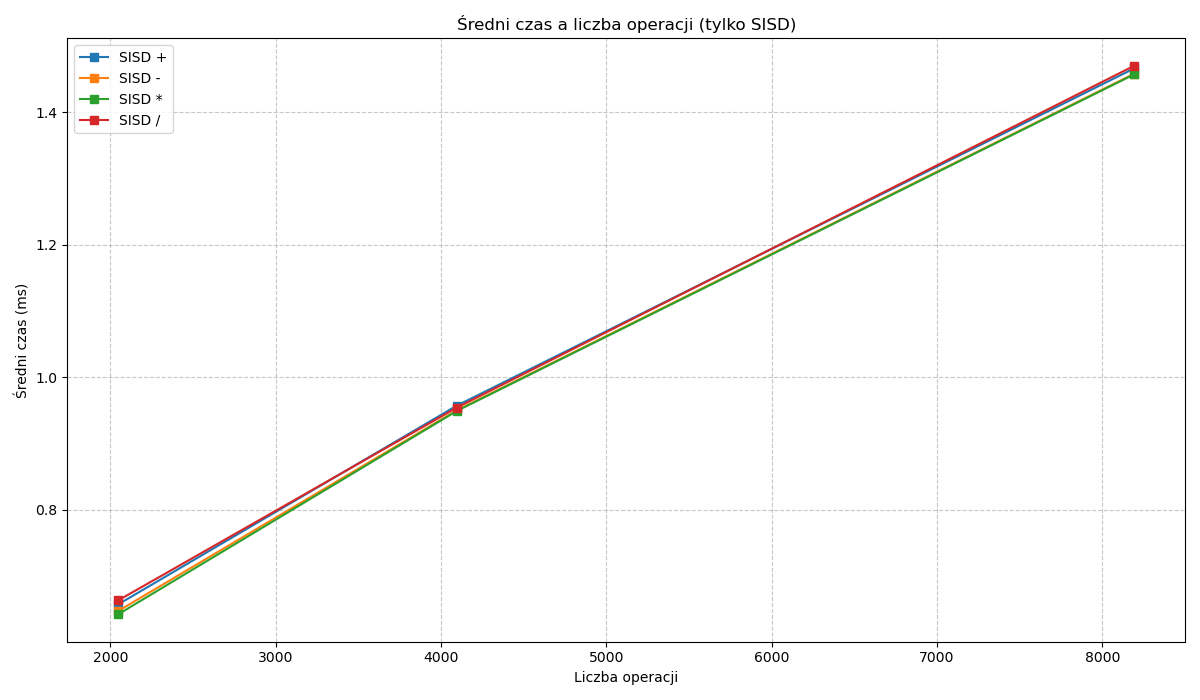 Średni czas a liczba operacji (tylko SISD)
SISD +
SISD -
SISD *
SISD /
Średni czas (ms)
1.4
1.2
1.0
0.8
2000 3000 4000 5000 6000 7000 8000
Liczba operacji